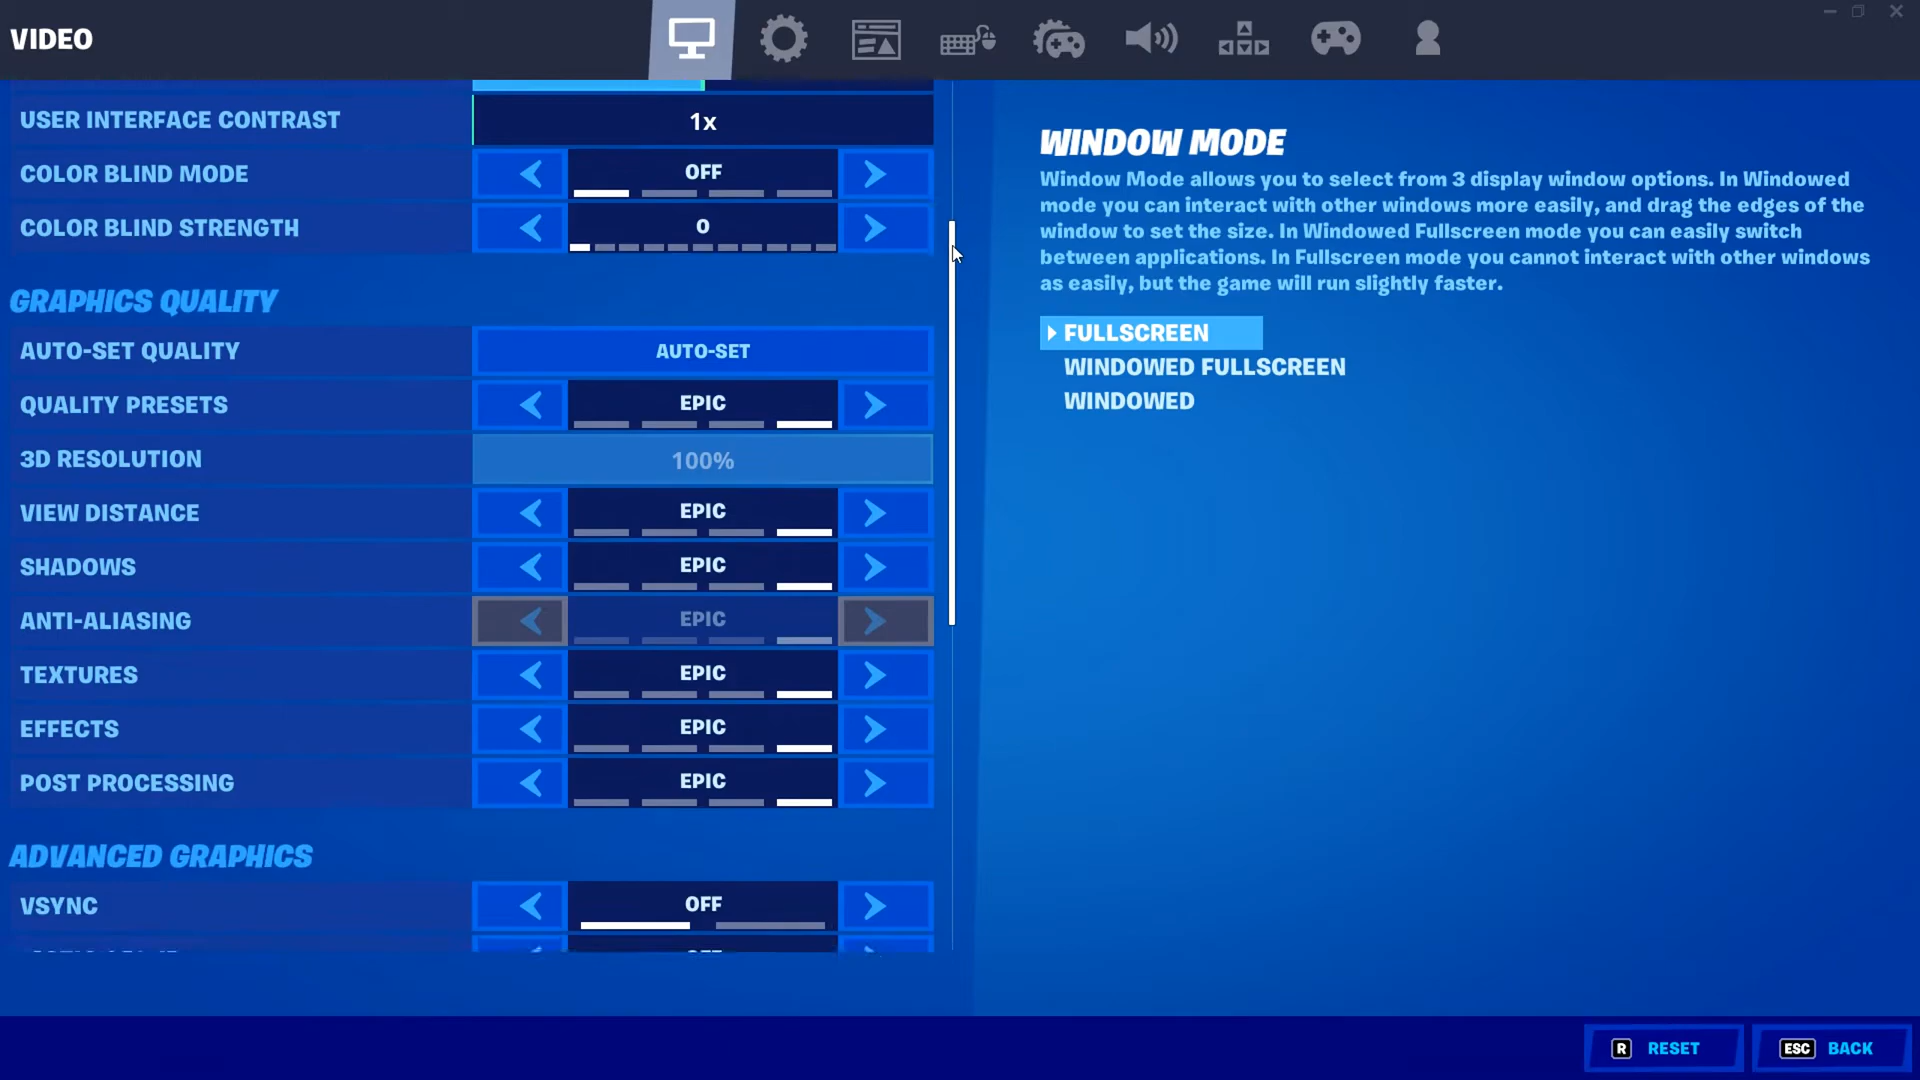 VIDEO
USER INTERFACE CONTRAST
1x
COLOR BLIND MODE
OFF
COLOR BLIND STRENGTH
0
GRAPHICS QUALITY
AUTO-SET QUALITY
AUTO-SET
QUALITY PRESETS
EPIC
3D RESOLUTION
100%
VIEW DISTANCE
EPIC
SHADOWS
EPIC
ANTI-ALIASING
EPIC
TEXTURES
EPIC
EFFECTS
EPIC
POST PROCESSING
EPIC
ADVANCED GRAPHICS
VSYNC
OFF
WINDOW MODE
Window Mode allows you to select from 3 display window options. In Windowed
mode you can interact with other windows more easily, and drag the edges of the
window to set the size. In Windowed Fullscreen mode you can easily switch
between applications. In Fullscreen mode you cannot interact with other windows
as easily, but the game will run slightly faster.
FULLSCREEN
WINDOWED FULLSCREEN
WINDOWED
R RESET
ESC BACK